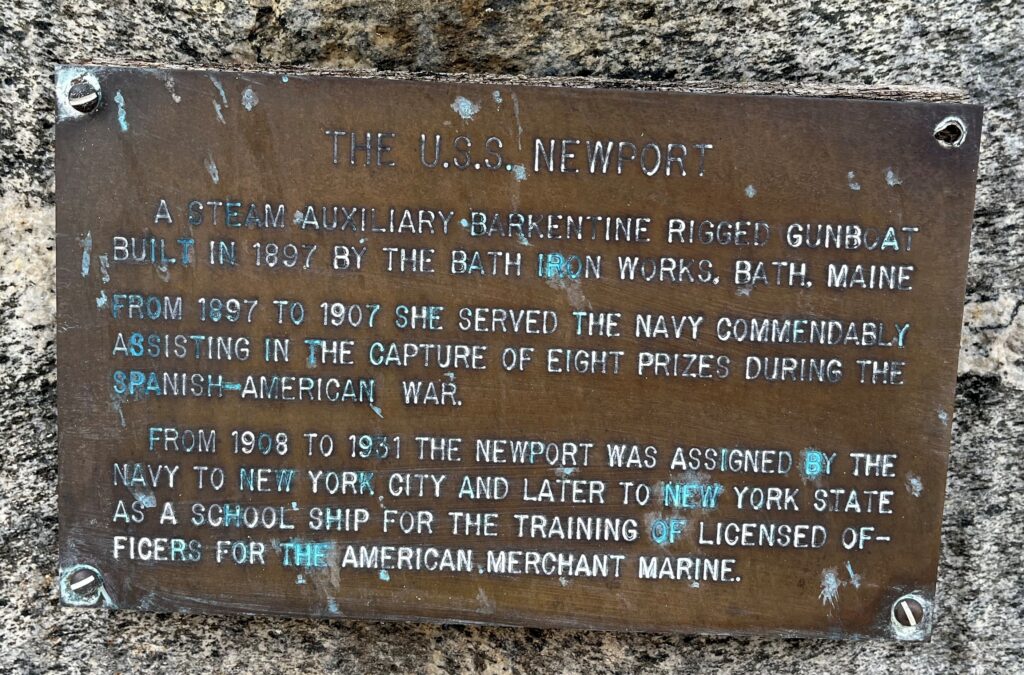 THE U.S.S. NEWPORT
A STEAM AUXILIARY BARKENTINE RIGGED GUNBOAT
BUILT IN 1897 BY THE BATH IRON WORKS, BATH, MAINE
FROM 1897 TO 1907 SHE SERVED THE NAVY COMMENDABLY
ASSISTING IN THE CAPTURE OF EIGHT PRIZES DURING THE
SPANISH-AMERICAN WAR.
FROM 1908 TO 1931 THE NEWPORT WAS ASSIGNED BY THE
NAVY TO NEW YORK CITY AND LATER TO NEW YORK STATE
AS A SCHOOL SHIP FOR THE TRAINING OF LICENSED OF-
FICERS FOR THE AMERICAN MERCHANT MARINE.